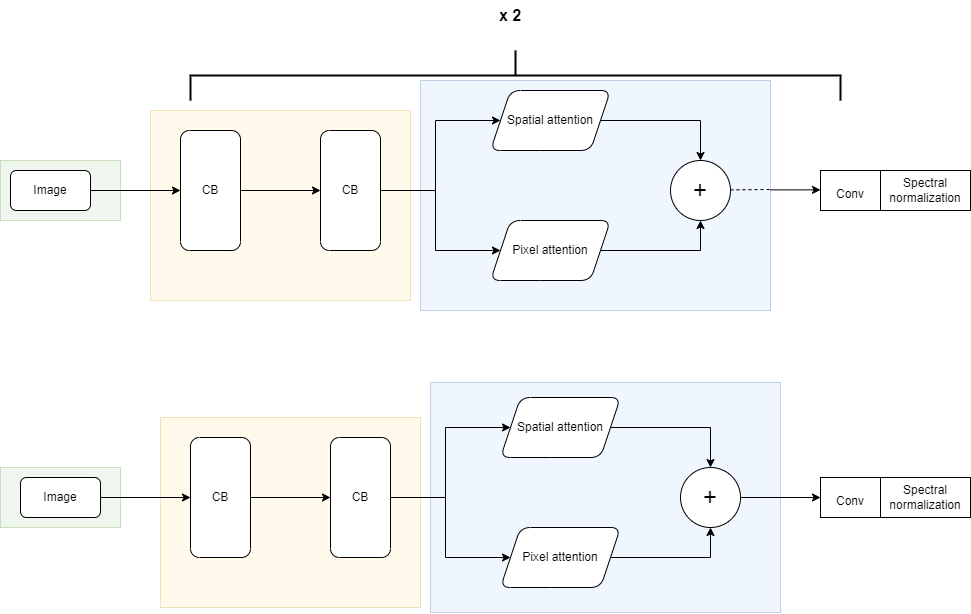 x 2
Spatial attention
Image
CB
CB
+
Conv
Spectral
normalization
Pixel attention
Spatial attention
Image
CB
CB
+
Conv
Spectral
normalization
Pixel attention